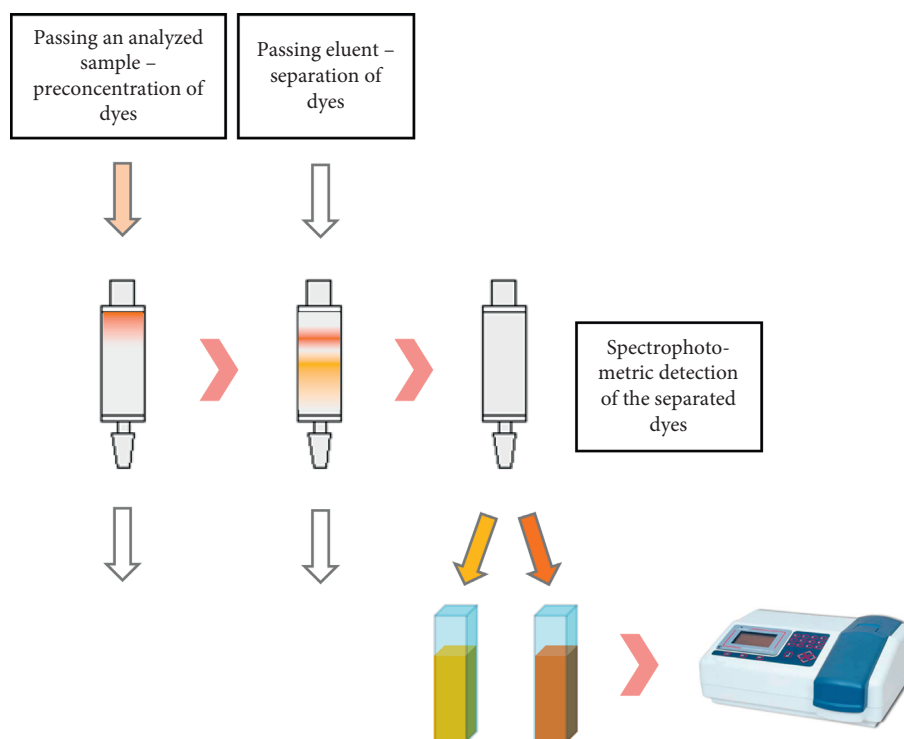 Passing an analyzed
sample –
preconcentration of
dyes
Passing eluent –
separation of
dyes
Spectrophoto-
metric detection
of the separated
dyes